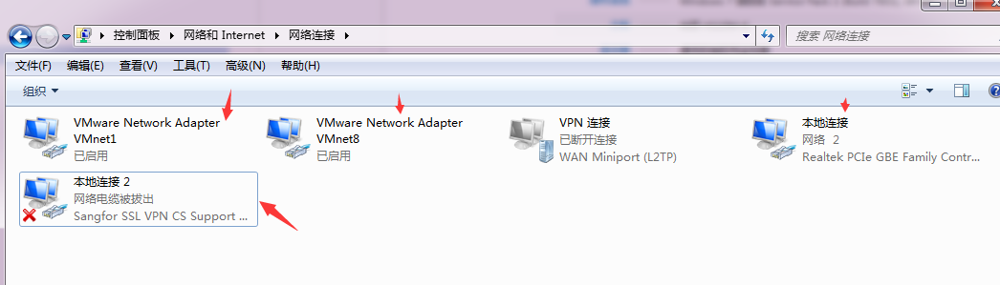 控制面板 网络和 Internet 网络连接
搜索 网络连接
文件(F) 编辑(E) 查看(V) 工具(T) 高级(N) 帮助(H)
组织
VMware Network Adapter
VMnet1
已启用
VMware Network Adapter
VMnet8
已启用
VPN 连接
已断开连接
WAN Miniport (L2TP)
本地连接
网络 2
Realtek PCIe GBE Family Contr...
本地连接 2
网络电缆被拔出
Sangfor SSL VPN CS Support ...